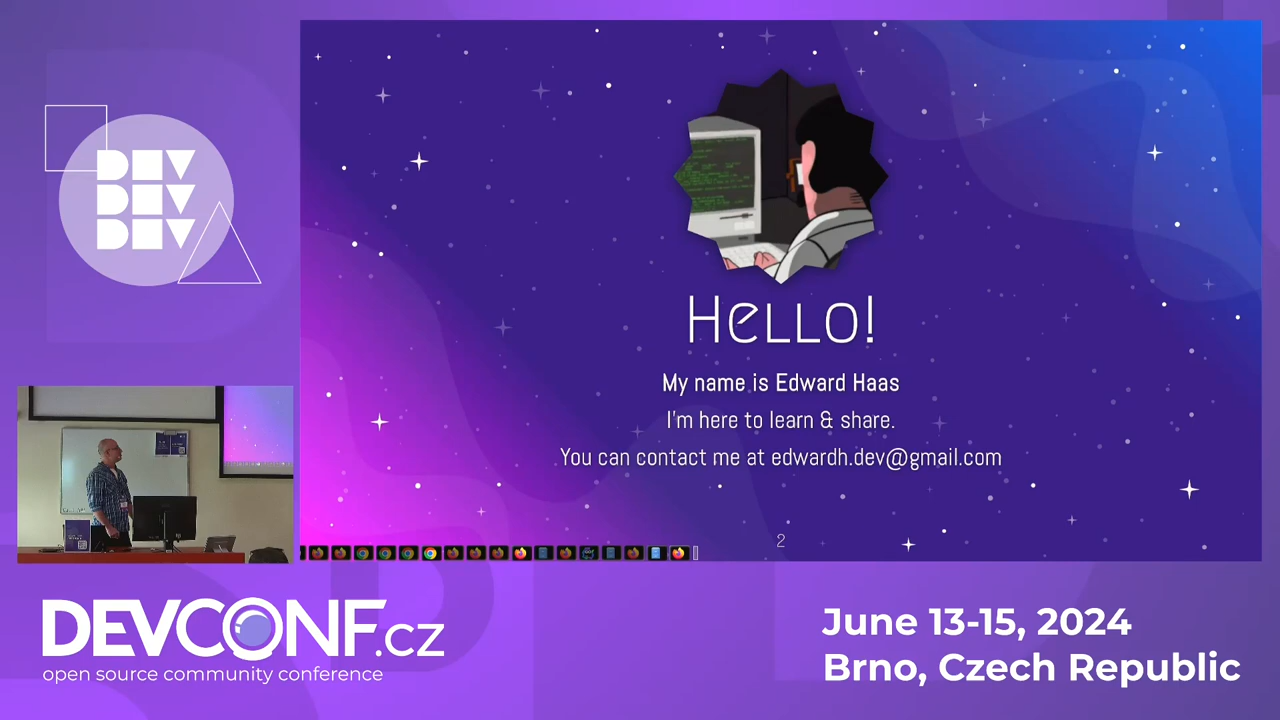 DEV
DEV
DEV
Hello!
My name is Edward Haas
I'm here to learn & share.
You can contact me at edwardh.dev@gmail.com
2
DEVCONF.cz
open source community conference
June 13-15, 2024
Brno, Czech Republic